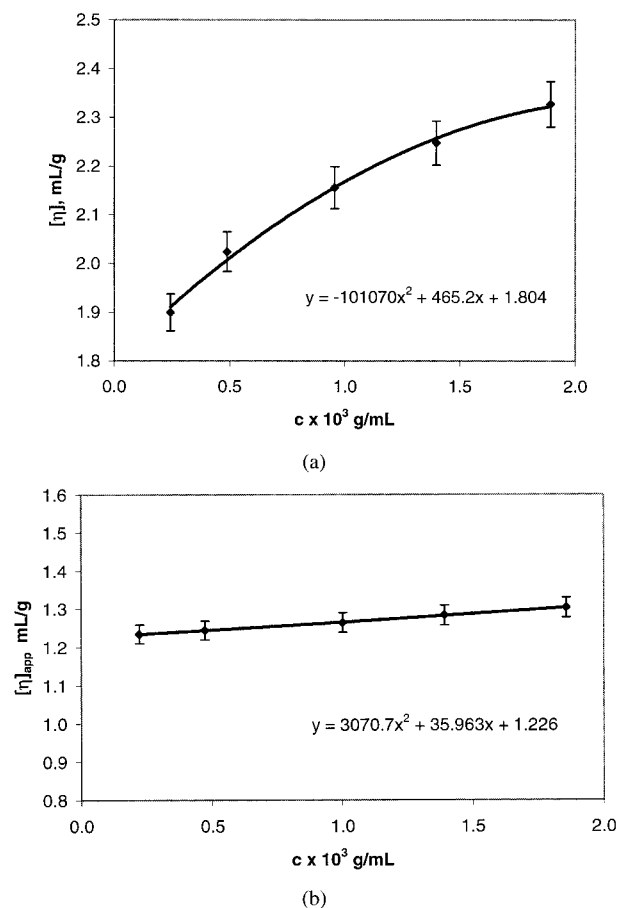 2.5
2.4
2.3
2.2
2.1
2.0
1.9
1.8
[η], mL/g
y = -101070x² + 465.2x + 1.804
0.0 0.5 1.0 1.5 2.0
c x 10³ g/mL
(a)
1.6
1.5
1.4
1.3
1.2
1.1
1.0
0.9
0.8
[η]app mL/g
y = 3070.7x² + 35.963x + 1.226
0.0 0.5 1.0 1.5 2.0
c x 10³ g/mL
(b)